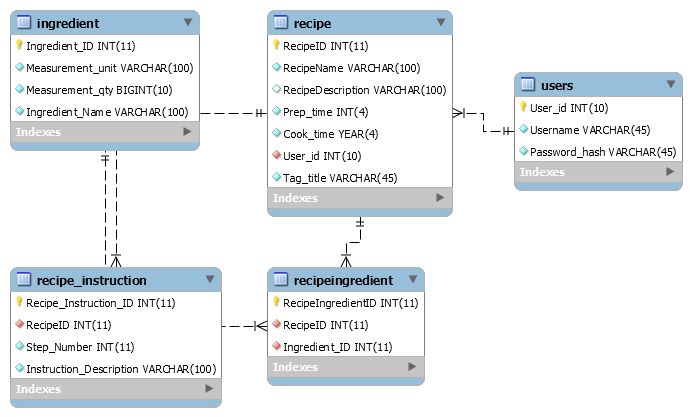 ingredient
Ingredient_ID INT(11)
Measurement_unit VARCHAR(100)
Measurement_qty BIGINT(10)
Ingredient_Name VARCHAR(100)
Indexes
recipe
RecipeID INT(11)
RecipeName VARCHAR(100)
RecipeDescription VARCHAR(100)
Prep_time INT(4)
Cook_time YEAR(4)
User_id INT(10)
Tag_title VARCHAR(45)
Indexes
users
User_id INT(10)
Username VARCHAR(45)
Password_hash VARCHAR(45)
Indexes
recipe_instruction
Recipe_Instruction_ID INT(11)
RecipeID INT(11)
Step_Number INT(11)
Instruction_Description VARCHAR(100)
Indexes
recipeingredient
RecipeIngredientID INT(11)
RecipeID INT(11)
Ingredient_ID INT(11)
Indexes